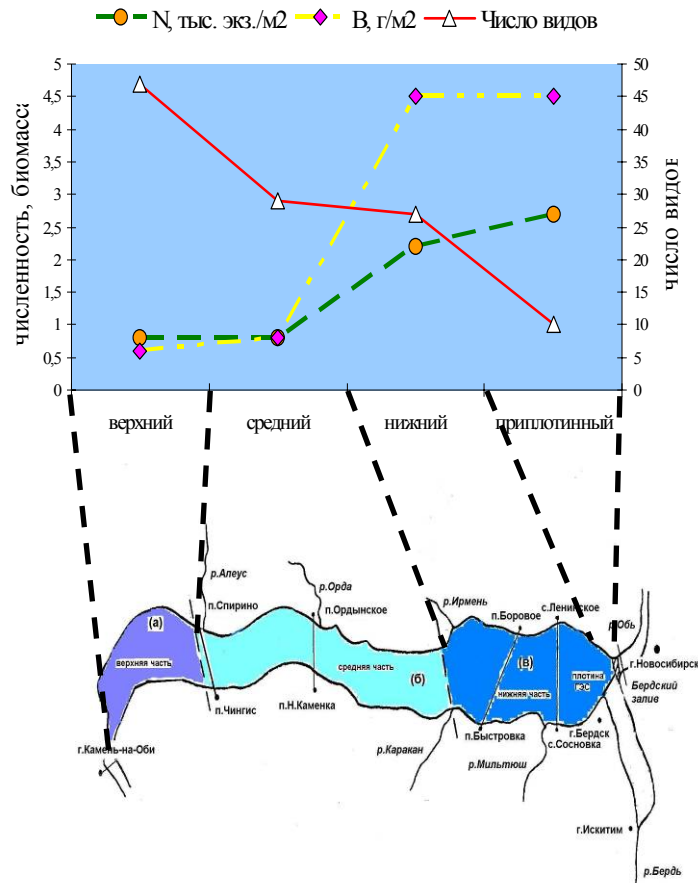 N, тыс. экз./м2 В, г/м2 Число видов
5 50
4,5 45
4 40
3,5 35
3 30
2,5 25
2 20
1,5 15
1 10
0,5 5
0 0
численность, биомасса
число видов
верхний средний нижний приплотинный
р.Алеус
р.Орда
р.Ирмень
с.Ленинское
п.Спирино
п.Ордынское
п.Боровое
р.Обь
(а)
верхняя часть
средняя часть
(б)
(в)
нижняя часть
плотина
ГЭС
г.Новосибирск
Бердский
залив
п.Чингис
п.Н.Каменка
г.Камень-на-Оби
р.Каракан
п.Быстровка
р.Мильтюш
с.Сосновка
г.Бердск
г.Искитим
р.Бердь